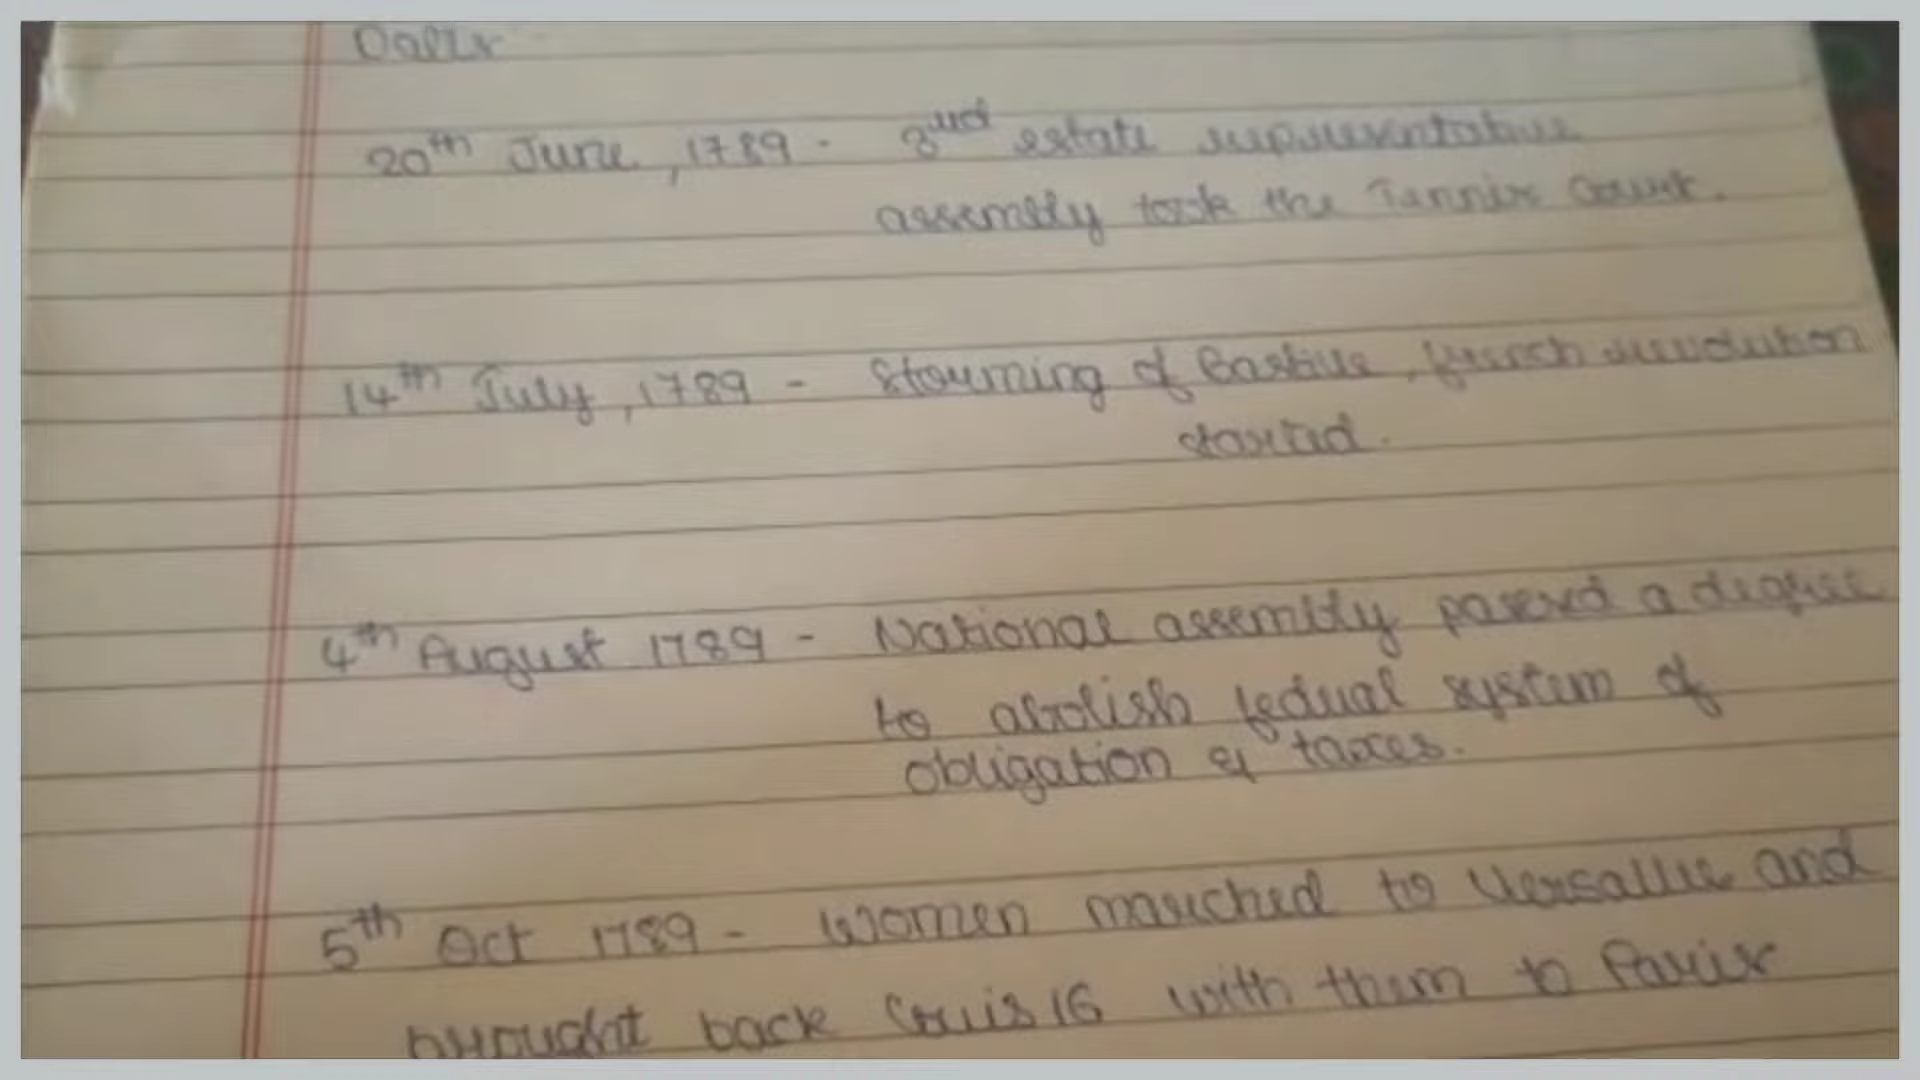 Dates
20th June, 1789 - 3rd estate representative
assembly took the Tennis Court.
14th July, 1789 - Storming of Bastille, french revolution
started.
4th August 1789 - National assembly passed a degree
to abolish fedual system of
obligation & taxes.
5th Oct 1789 - Women marched to Versallie and
brought back Louis 16 with them to Paris